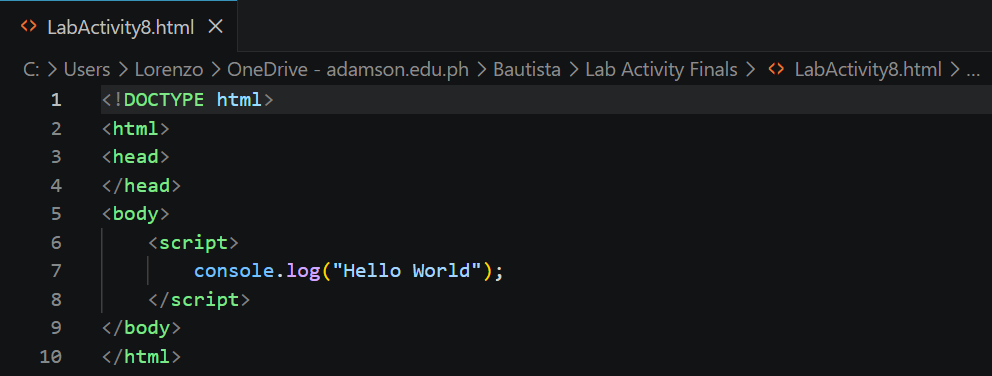 LabActivity8.html
C: > Users > Lorenzo > OneDrive - adamson.edu.ph > Bautista > Lab Activity Finals > <> LabActivity8.html > ...
1 <!DOCTYPE html>
2 <html>
3 <head>
4 </head>
5 <body>
6 <script>
7 console.log("Hello World");
8 </script>
9 </body>
10 </html>